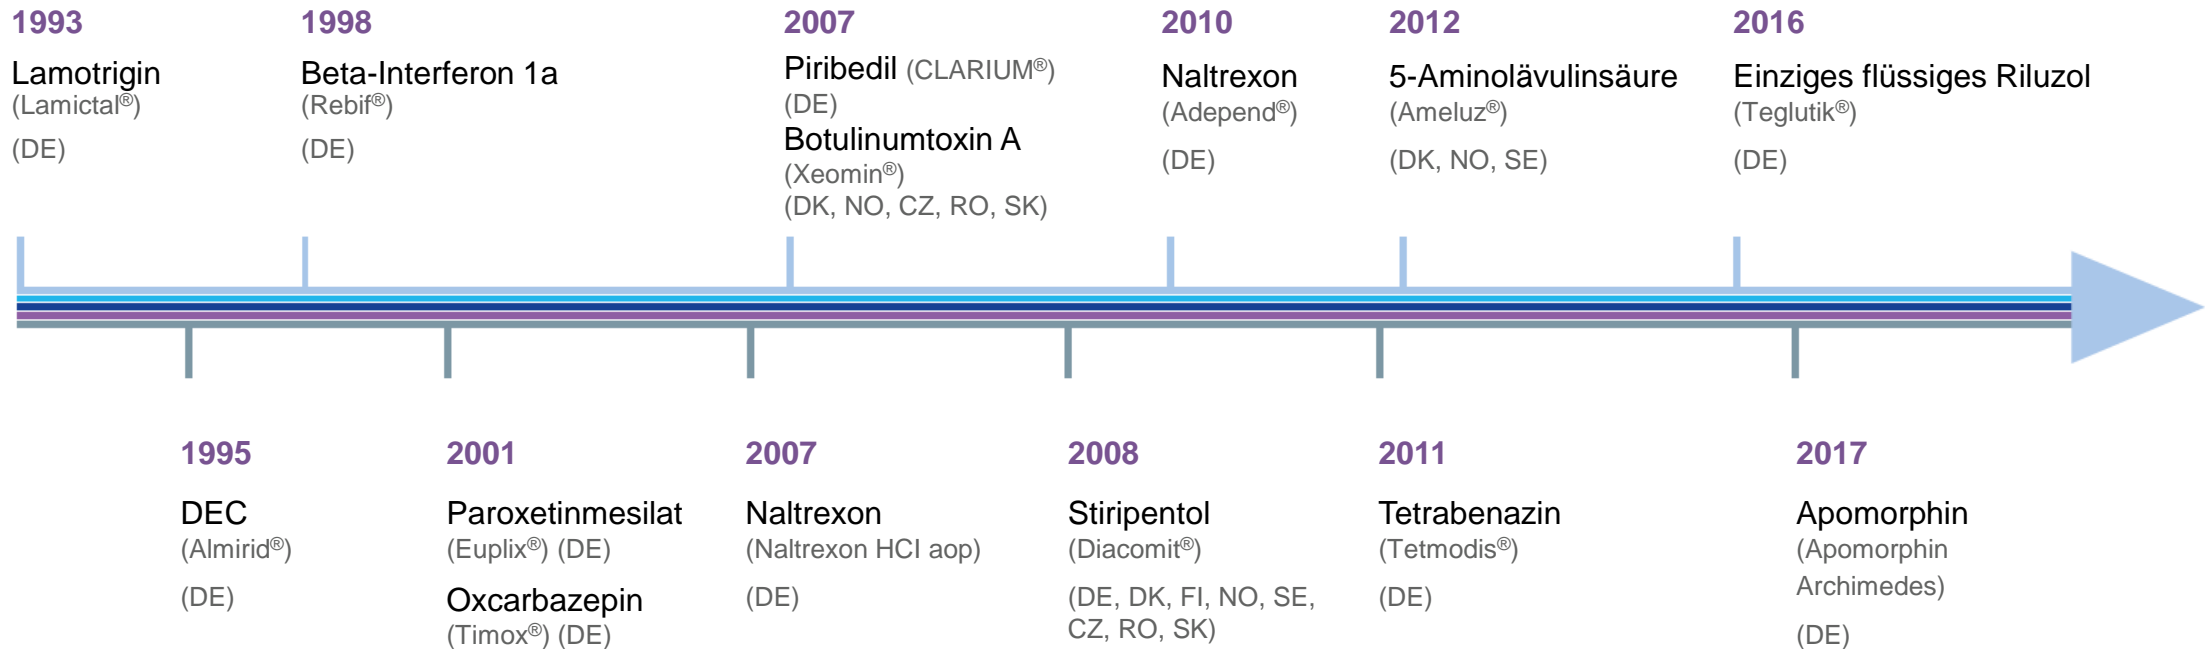 1993
Lamotrigin
(Lamictal®)
(DE)
1998
Beta-Interferon 1a
(Rebif®)
(DE)
2007
Piribedil (CLARIUM®)
(DE)
Botulinumtoxin A
(Xeomin®)
(DK, NO, CZ, RO, SK)
2010
Naltrexon
(Adepend®)
(DE)
2012
5-Aminolävulinsäure
(Ameluz®)
(DK, NO, SE)
2016
Einziges flüssiges Riluzol
(Teglutik®)
(DE)
1995
DEC
(Almirid®)
(DE)
2001
Paroxetinmesilat
(Euplix®) (DE)
Oxcarbazepin
(Timox®) (DE)
2007
Naltrexon
(Naltrexon HCl aop)
(DE)
2008
Stiripentol
(Diacomit®)
(DE, DK, FI, NO, SE,
CZ, RO, SK)
2011
Tetrabenazin
(Tetmodis®)
(DE)
2017
Apomorphin
(Apomorphin
Archimedes)
(DE)